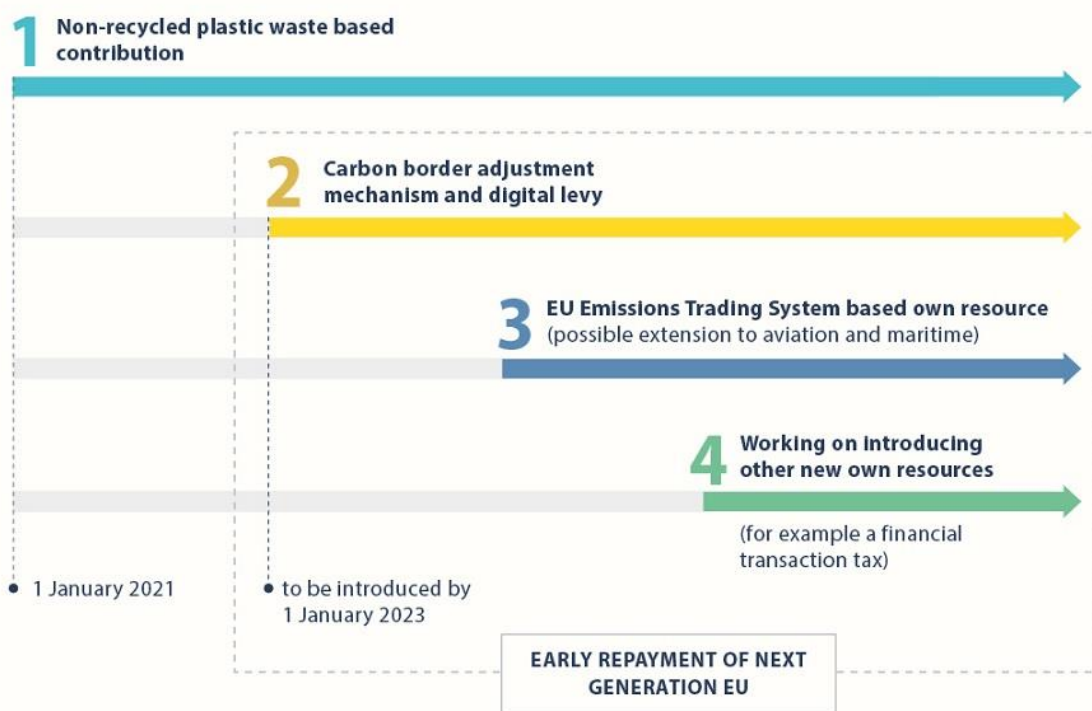 1 Non-recycled plastic waste based
contribution
2 Carbon border adjustment
mechanism and digital levy
3 EU Emissions Trading System based own resource
(possible extension to aviation and maritime)
4 Working on introducing
other new own resources
(for example a financial
transaction tax)
1 January 2021
to be introduced by
1 January 2023
EARLY REPAYMENT OF NEXT
GENERATION EU